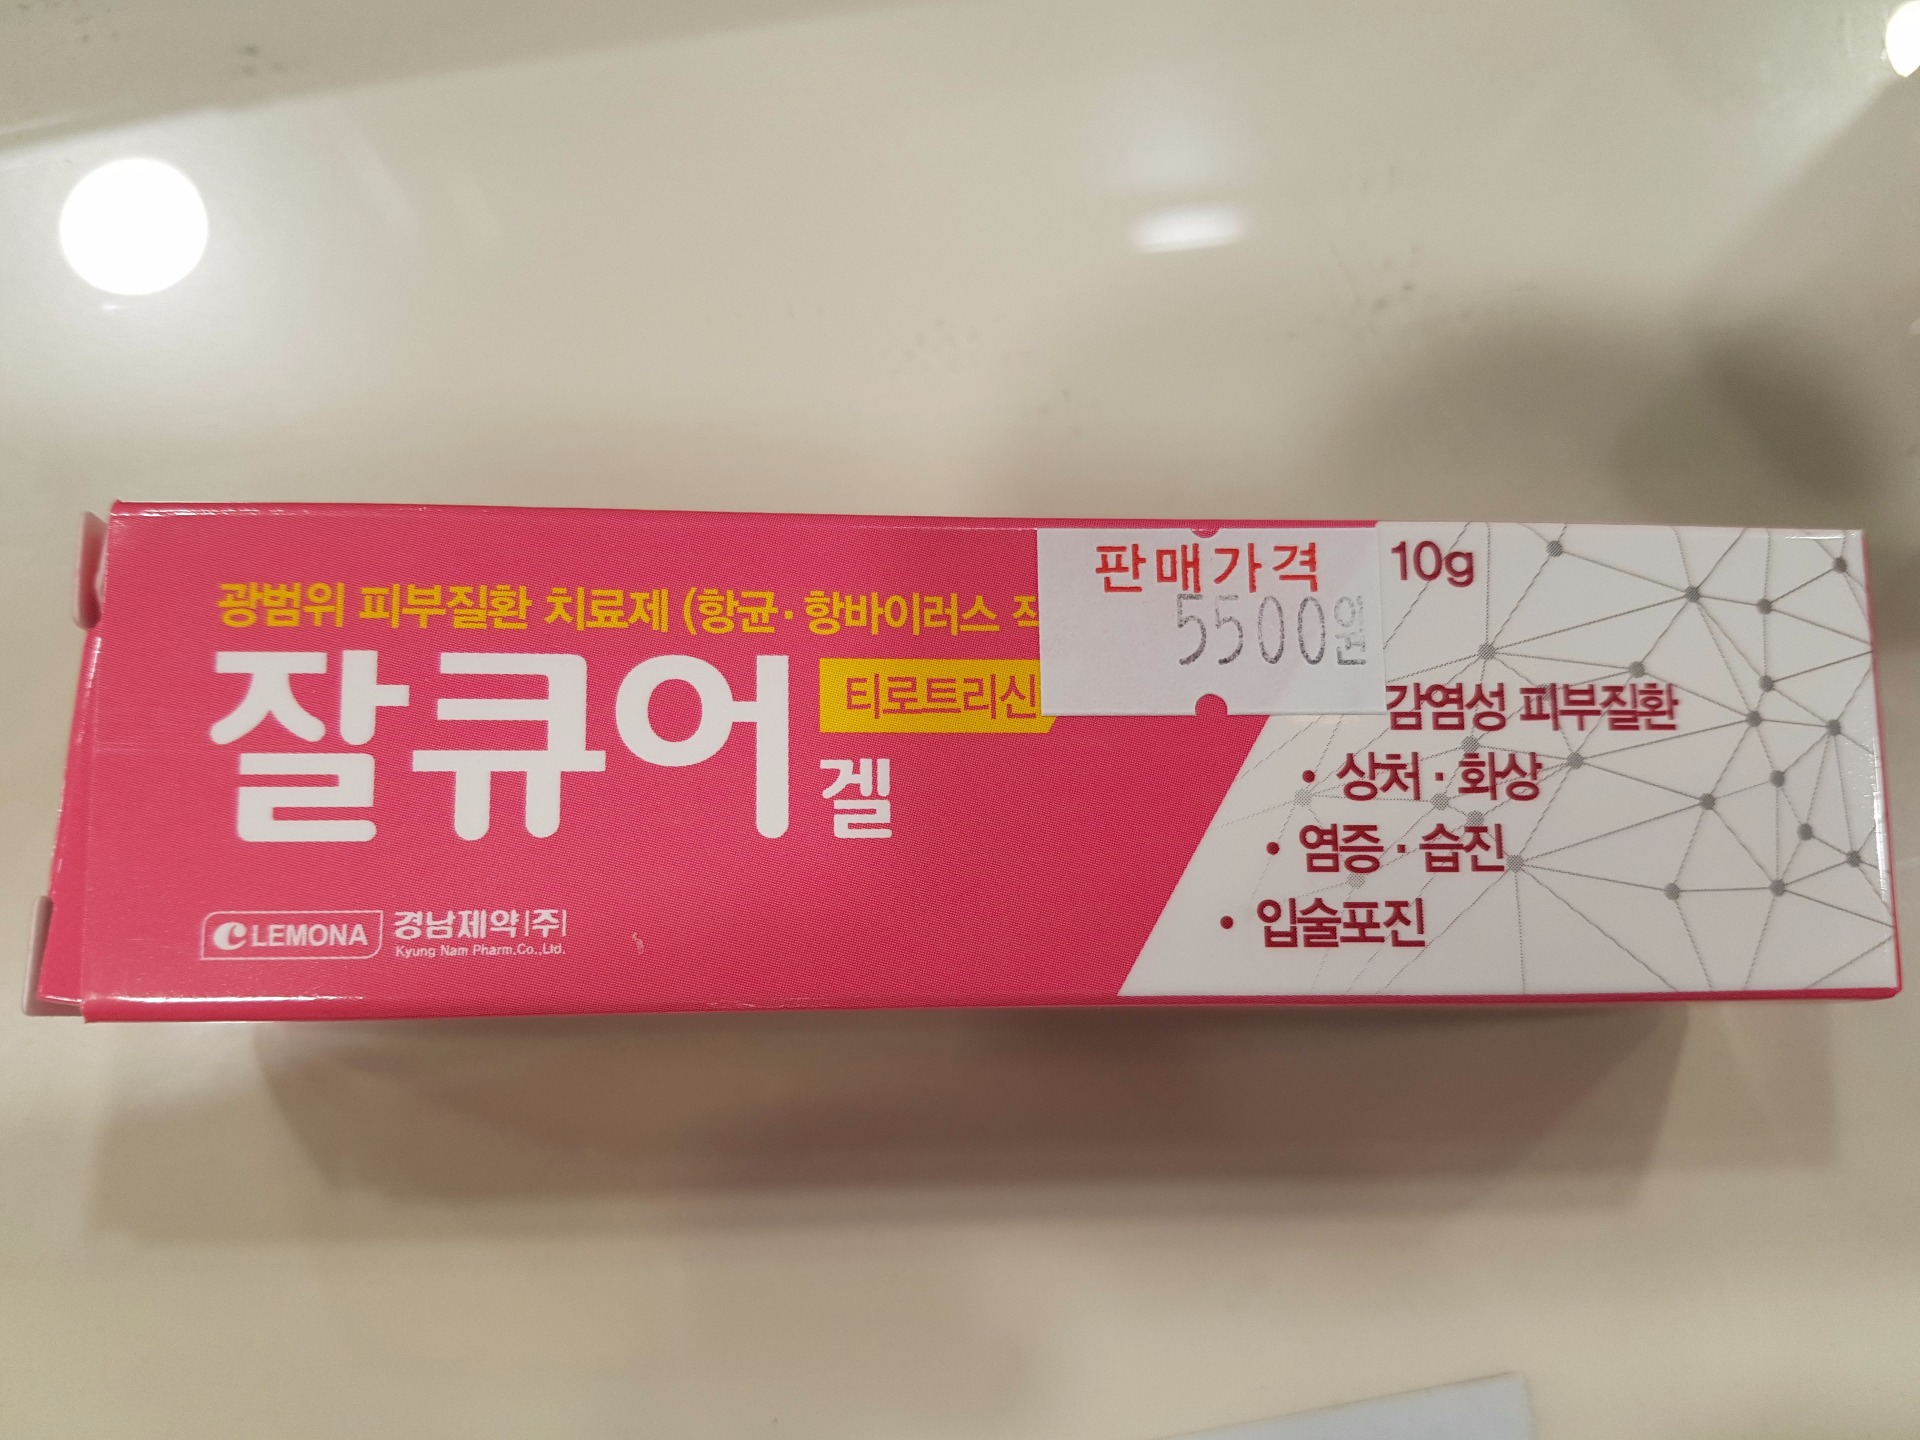 광범위 피부질환 치료제 (항균· 항바이러스
잘큐어
티로트리신
겔
LEMONA 경남제약(주)
Kyung Nam Pharm.Co.,Ltd.
판매가격
5500원
10g
감염성 피부질환
• 상처 · 화상
• 염증 · 습진
• 입술포진